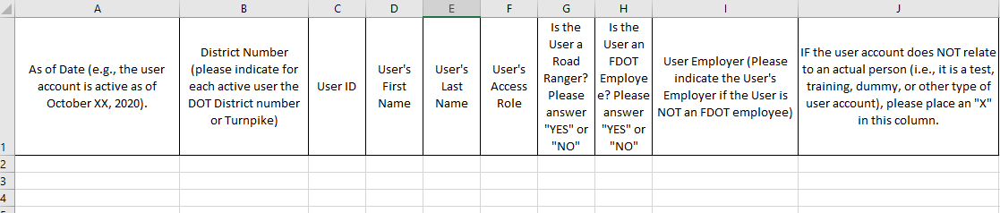 A B C D E F G H I J
1
As of Date (e.g., the user
account is active as of
October XX, 2020).
District Number
(please indicate for
each active user the
DOT District number
or Turnpike)
User ID
User's
First
Name
User's
Last
Name
User's
Access
Role
Is the
User a
Road
Ranger?
Please
answer
"YES" or
"NO"
Is the
User an
FDOT
Employe
e? Please
answer
"YES" or
"NO"
User Employer (Please
indicate the User's
Employer if the User is
NOT an FDOT employee)
IF the user account does NOT relate
to an actual person (i.e., it is a test,
training, dummy, or other type of
user account), please place an "X"
in this column.
2
3
4